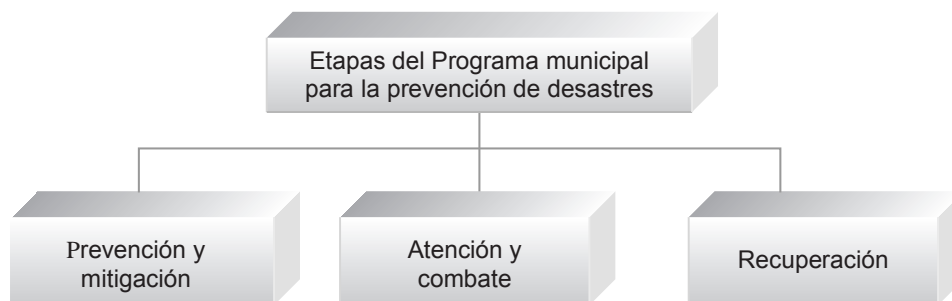 Etapas del Programa municipal
para la prevención de desastres
Prevención y
mitigación
Atención y
combate
Recuperación